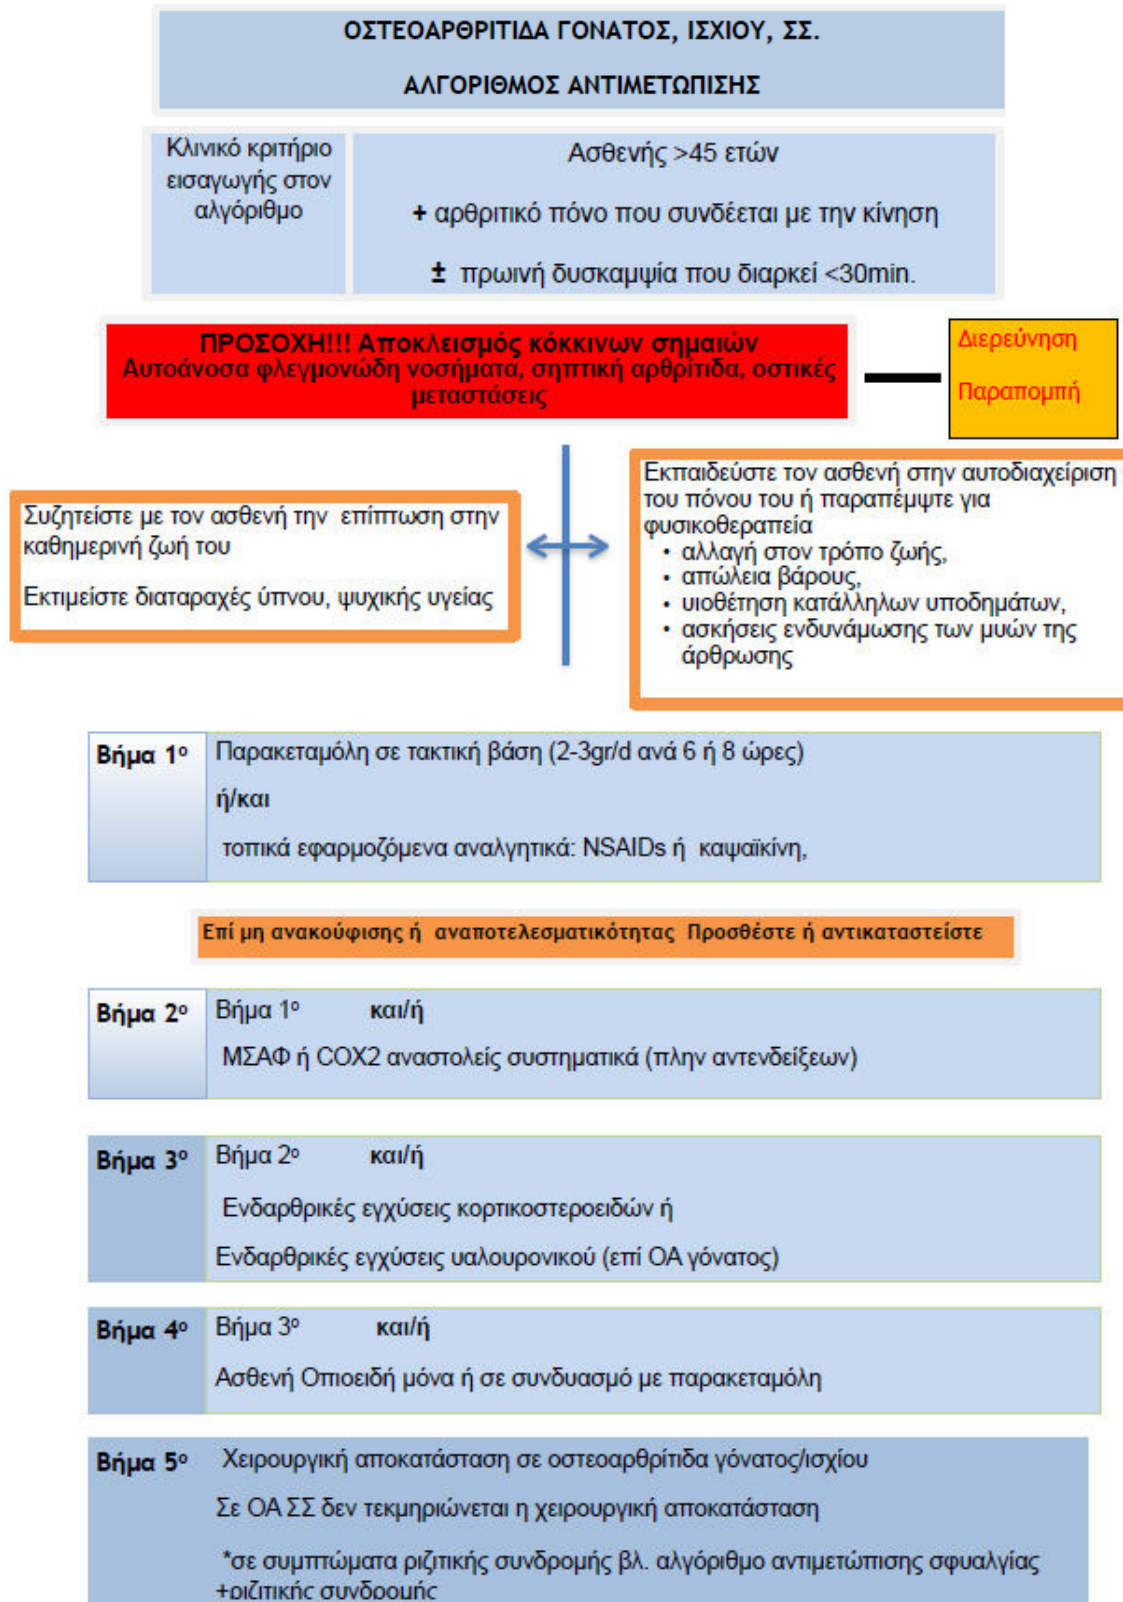 ΟΣΤΕΟΑΡΘΡΙΤΙΔΑ ΓΟΝΑΤΟΣ, ΙΣΧΙΟΥ, ΣΣ.
ΑΛΓΟΡΙΘΜΟΣ ΑΝΤΙΜΕΤΩΠΙΣΗΣ
Κλινικό κριτήριο
εισαγωγής στον
αλγόριθμο
Ασθενής >45 ετών
+ αρθριτικό πόνο που συνδέεται με την κίνηση
± πρωινή δυσκαμψία που διαρκεί <30min.
ΠΡΟΣΟΧΗ!!! Αποκλεισμός κόκκινων σημαιών
Αυτοάνοσα φλεγμονώδη νοσήματα, σηπτική αρθρίτιδα, οστικές
μεταστάσεις
Διερεύνηση
Παραπομπή
Συζητείστε με τον ασθενή την επίπτωση στην
καθημερινή ζωή του
Εκτιμείστε διαταραχές ύπνου, ψυχικής υγείας
Εκπαιδεύστε τον ασθενή στην αυτοδιαχείριση
του πόνου του ή παραπέμψτε για
φυσικοθεραπεία
• αλλαγή στον τρόπο ζωής,
• απώλεια βάρους,
• υιοθέτηση κατάλληλων υποδημάτων,
• ασκήσεις ενδυνάμωσης των μυών της
άρθρωσης
Βήμα 1ο
Παρακεταμόλη σε τακτική βάση (2-3gr/d ανά 6 ή 8 ώρες)
ή/και
τοπικά εφαρμοζόμενα αναλγητικά: NSAIDs ή καψαϊκίνη,
Επί μη ανακούφισης ή αναποτελεσματικότητας Προσθέστε ή αντικαταστείστε
Βήμα 2ο
Βήμα 1ο και/ή
ΜΣΑΦ ή COX2 αναστολείς συστηματικά (πλην αντενδείξεων)
Βήμα 3ο
Βήμα 2ο και/ή
Ενδαρθρικές εγχύσεις κορτικοστεροειδών ή
Ενδαρθρικές εγχύσεις υαλουρονικού (επί ΟΑ γόνατος)
Βήμα 4ο
Βήμα 3ο και/ή
Ασθενή Οπιοειδή μόνα ή σε συνδυασμό με παρακεταμόλη
Βήμα 5ο
Χειρουργική αποκατάσταση σε οστεοαρθρίτιδα γόνατος/ισχίου
Σε ΟΑ ΣΣ δεν τεκμηριώνεται η χειρουργική αποκατάσταση
*σε συμπτώματα ριζιτικής συνδρομής βλ. αλγόριθμο αντιμετώπισης οσφυαλγίας
+ριζιτικής συνδρομής